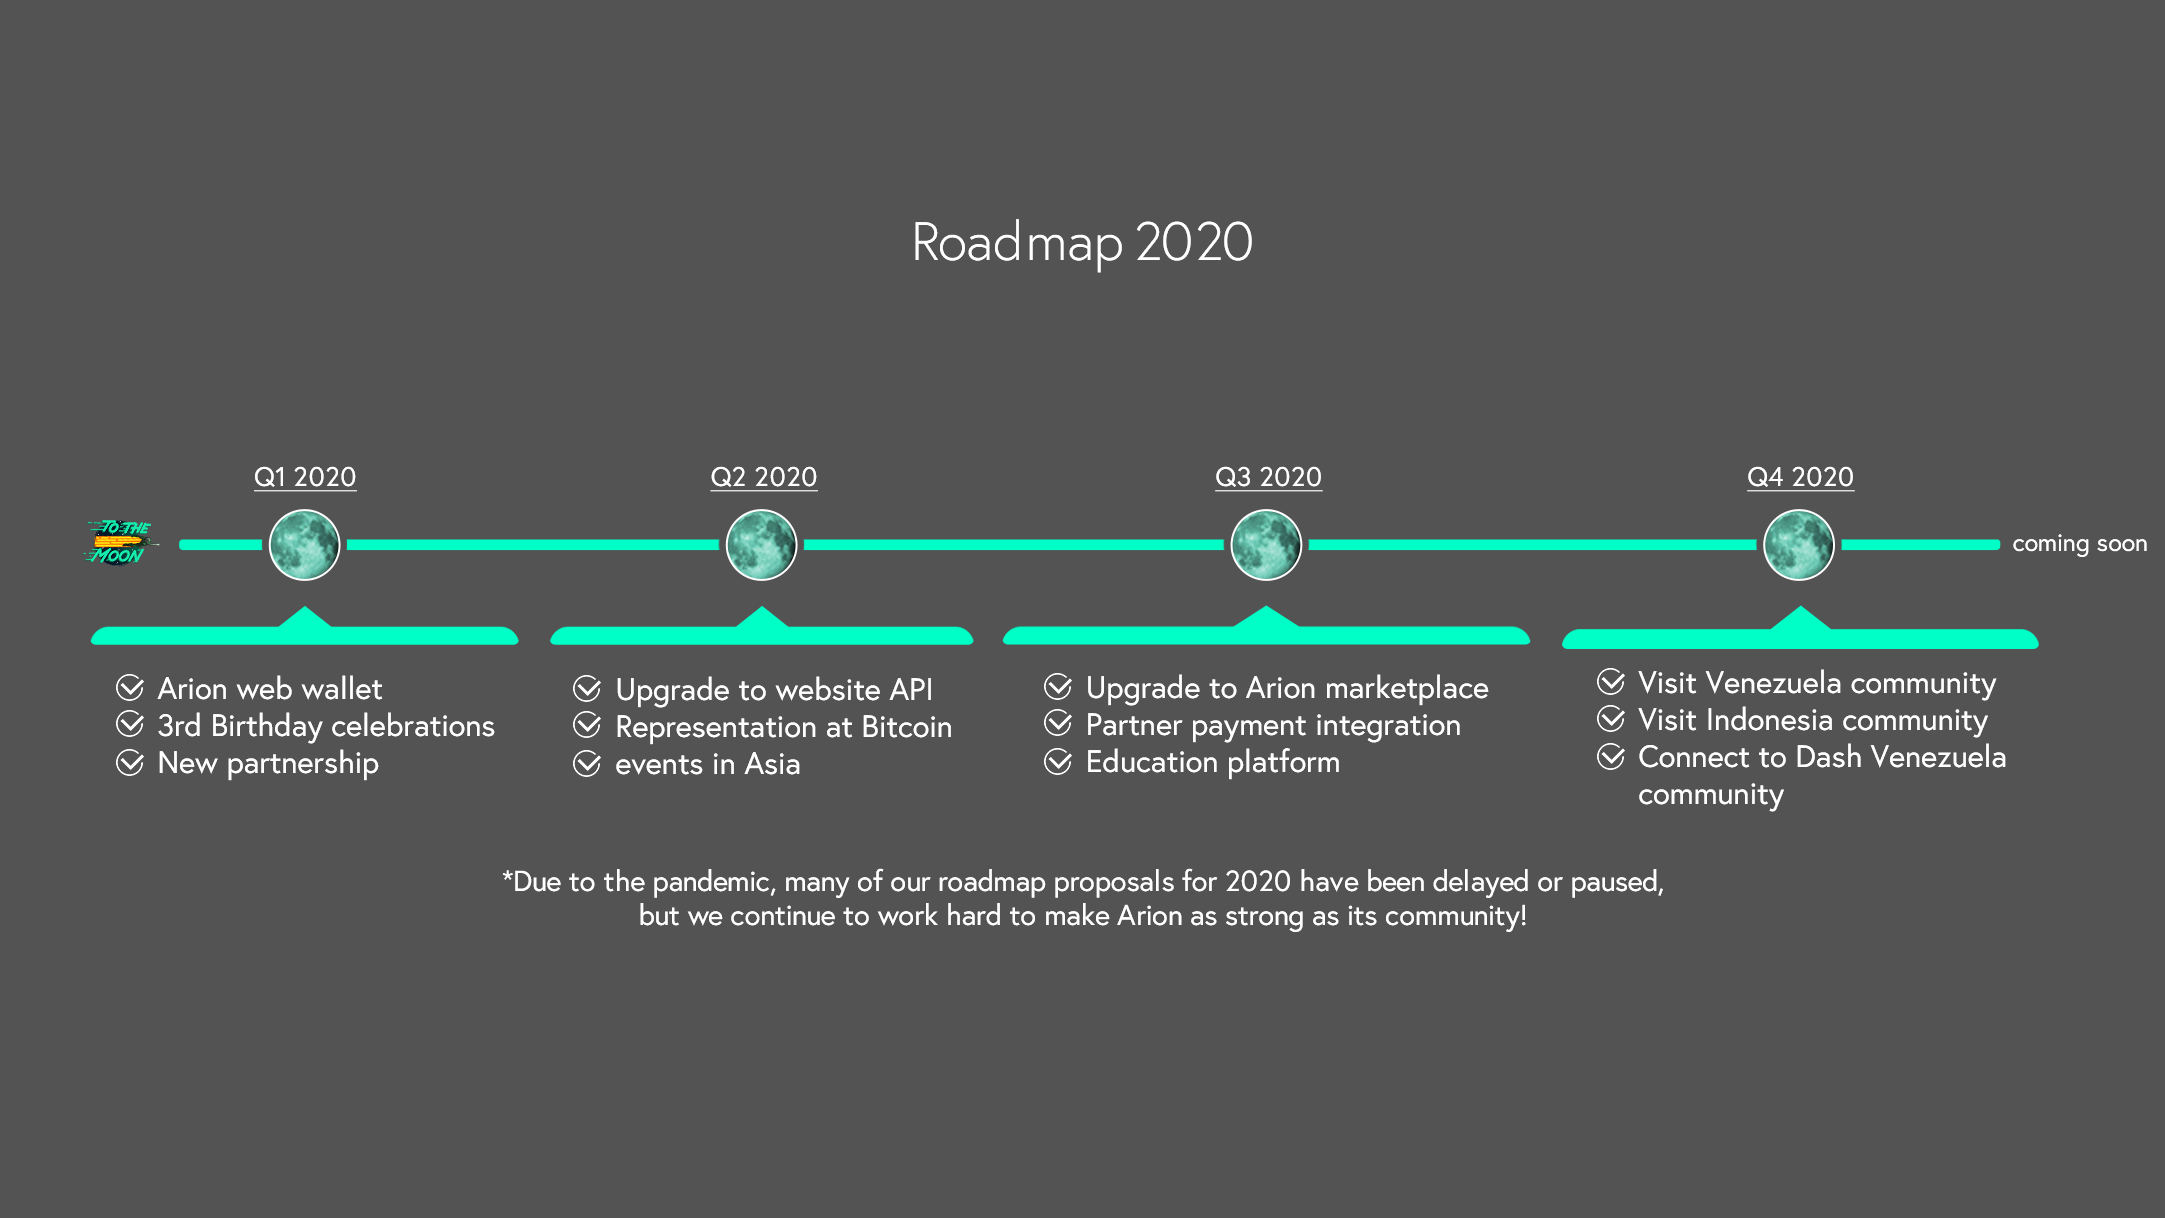 Roadmap 2020
Q1 2020
Q2 2020
Q3 2020
Q4 2020
TO THE
MOON
coming soon
Arion web wallet
3rd Birthday celebrations
New partnership
Upgrade to website API
Representation at Bitcoin
events in Asia
Upgrade to Arion marketplace
Partner payment integration
Education platform
Visit Venezuela community
Visit Indonesia community
Connect to Dash Venezuela
community
*Due to the pandemic, many of our roadmap proposals for 2020 have been delayed or paused,
but we continue to work hard to make Arion as strong as its community!